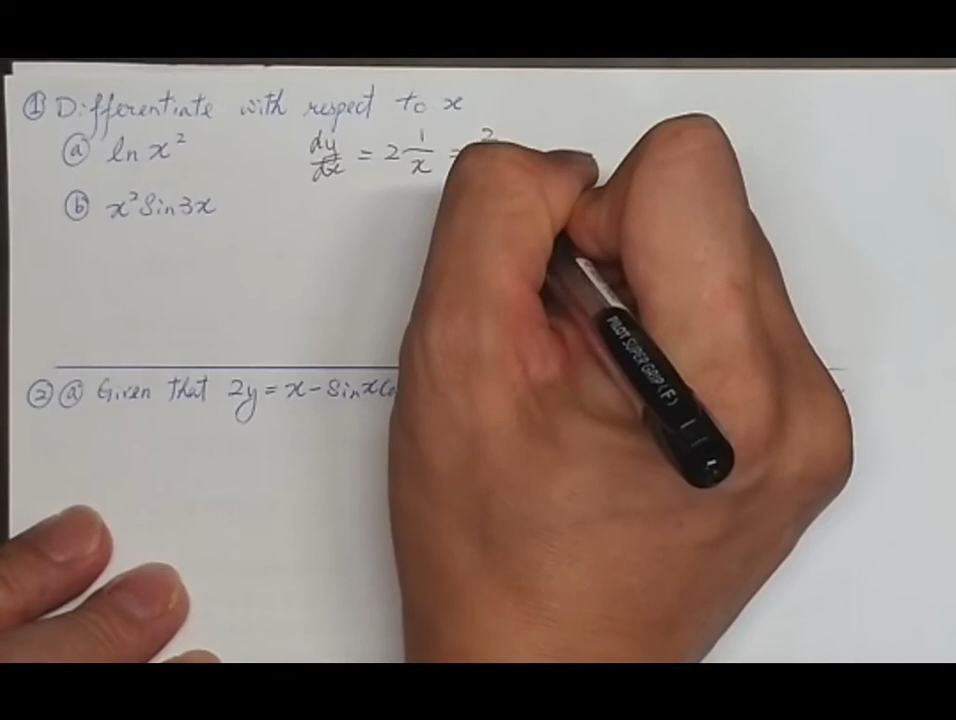 ① Differentiate with respect to x
ⓐ ln x² dy/dx = 2 1/x = 2
ⓑ x² Sin3x
② ⓐ Given that 2y = x - Sinx
PILOT SUPER GRIP (F)